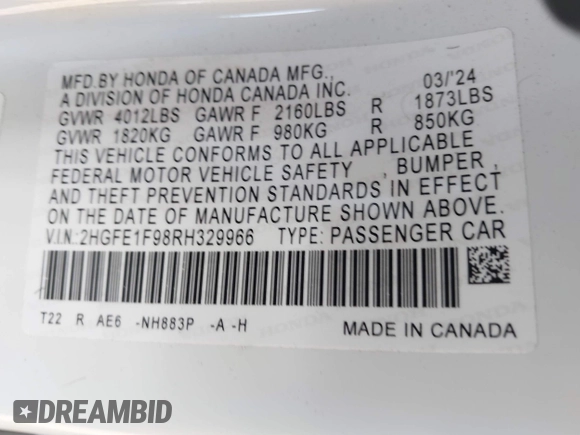 MFD.BY HONDA OF CANADA MFG., 03/'24
A DIVISION OF HONDA CANADA INC.
GVWR 4012LBS GAWR F 2160LBS R 1873LBS
GVWR 1820KG GAWR F 980KG R 850KG
THIS VEHICLE CONFORMS TO ALL APPLICABLE
FEDERAL MOTOR VEHICLE SAFETY , BUMPER ,
AND THEFT PREVENTION STANDARDS IN EFFECT
ON DATE OF MANUFACTURE SHOWN ABOVE.
V.I.N.: 2HGFE1F98RH329966 TYPE: PASSENGER CAR
T22 R AE6 -NH883P -A -H MADE IN CANADA
DREAMBID